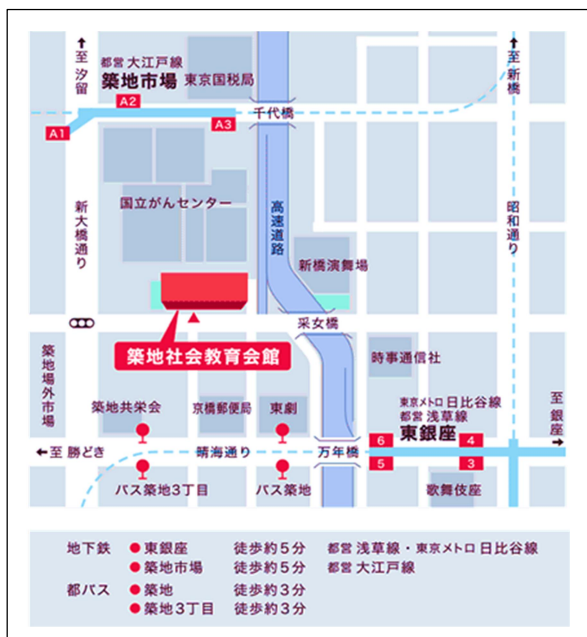 至 汐留
都営 大江戸線
築地市場
東京国税局
至 新橋
A2
A1
A3
千代橋
国立がんセンター
新大橋通り
高速道路
昭和通り
新橋演舞場
采女橋
築地社会教育会館
築地場外市場
時事通信社
築地共栄会
京橋郵便局
東劇
東京メトロ 日比谷線
都営 浅草線
東銀座
至 銀座
至 勝どき
晴海通り
万年橋
6
4
5
3
バス築地3丁目
バス築地
歌舞伎座
地下鉄 ●東銀座 徒歩約5分 都営 浅草線・東京メトロ 日比谷線
●築地市場 徒歩約5分 都営 大江戸線
都バス ●築地 徒歩約3分
●築地3丁目 徒歩約3分